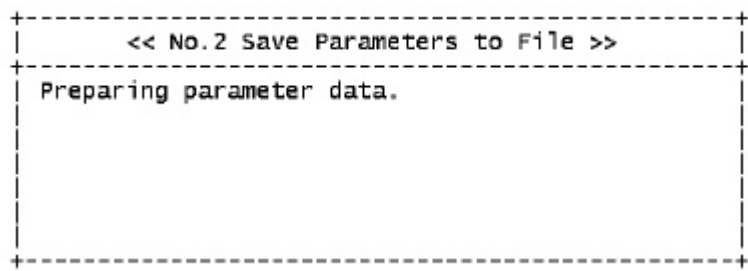 << No.2 Save Parameters to File >>
Preparing parameter data.